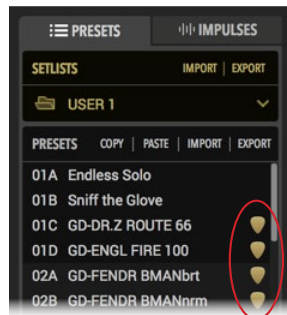 PRESETS IMPULSES
SETLISTS IMPORT | EXPORT
USER 1
PRESETS COPY | PASTE | IMPORT | EXPORT
01A Endless Solo
01B Sniff the Glove
01C GD-DR.Z ROUTE 66
01D GD-ENGL FIRE 100
02A GD-FENDR BMANbrt
02B GD-FENDR BMANnrm